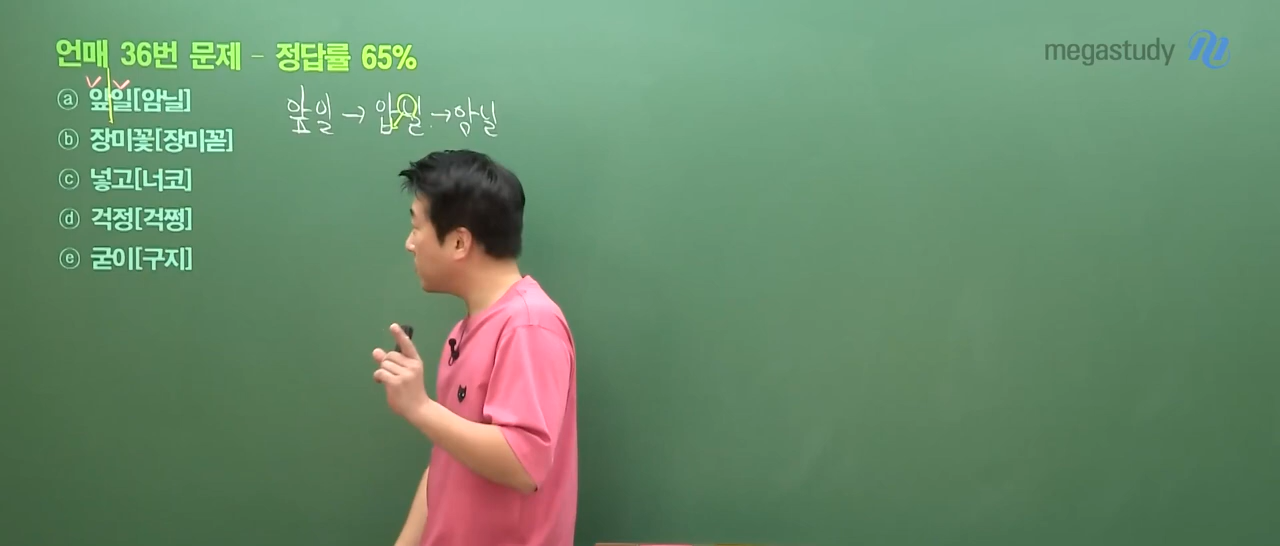 언매 36번 문제 - 정답률 65%
megastudy
ⓐ 앞일[암닐]
앞일 → 압닐 → 암닐
ⓑ 장미꽃[장미꼳]
ⓒ 넣고[너코]
ⓓ 걱정[걱쩡]
ⓔ 굳이[구지]